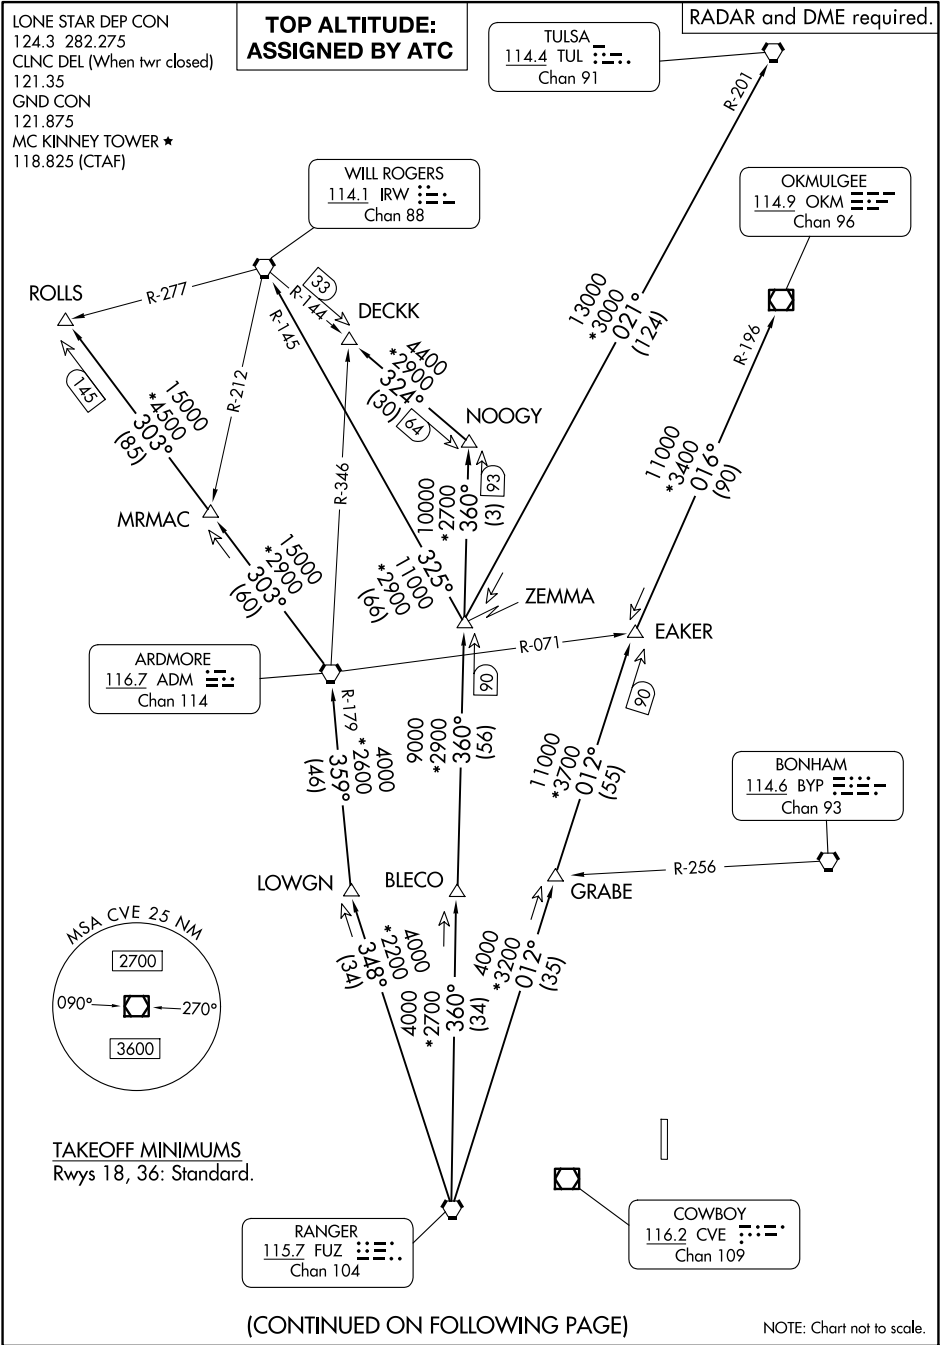 LONE STAR DEP CON
124.3 282.275
CLNC DEL (When twr closed)
121.35
GND CON
121.875
MC KINNEY TOWER ★
118.825 (CTAF)
TOP ALTITUDE:
ASSIGNED BY ATC
RADAR and DME required.
TULSA
114.4 TUL
Chan 91
R-201
WILL ROGERS
114.1 IRW
Chan 88
OKMULGEE
114.9 OKM
Chan 96
ROLLS
R-277
33
R-144
DECKK
R-145
R-212
R-196
13000
*3000
021°
(124)
4400
*2900
324°
(30)
64
NOOGY
145
15000
*4500
303°
(85)
R-346
93
10000
*2700
360°
(3)
11000
*3400
016°
(90)
MRMAC
325°
11000
*2900
(66)
15000
*2900
303°
(60)
ZEMMA
EAKER
R-071
ARDMORE
116.7 ADM
Chan 114
R-179
90
90
4000
*2600
359°
(46)
9000
*2900
360°
(56)
11000
*3700
012°
(55)
BONHAM
114.6 BYP
Chan 93
R-256
LOWGN
BLECO
GRABE
MSA CVE 25 NM
2700
090°
270°
3600
4000
*2200
348°
(34)
4000
*2700
360°
(34)
4000
*3200
012°
(35)
TAKEOFF MINIMUMS
Rwys 18, 36: Standard.
RANGER
115.7 FUZ
Chan 104
COWBOY
116.2 CVE
Chan 109
(CONTINUED ON FOLLOWING PAGE)
NOTE: Chart not to scale.